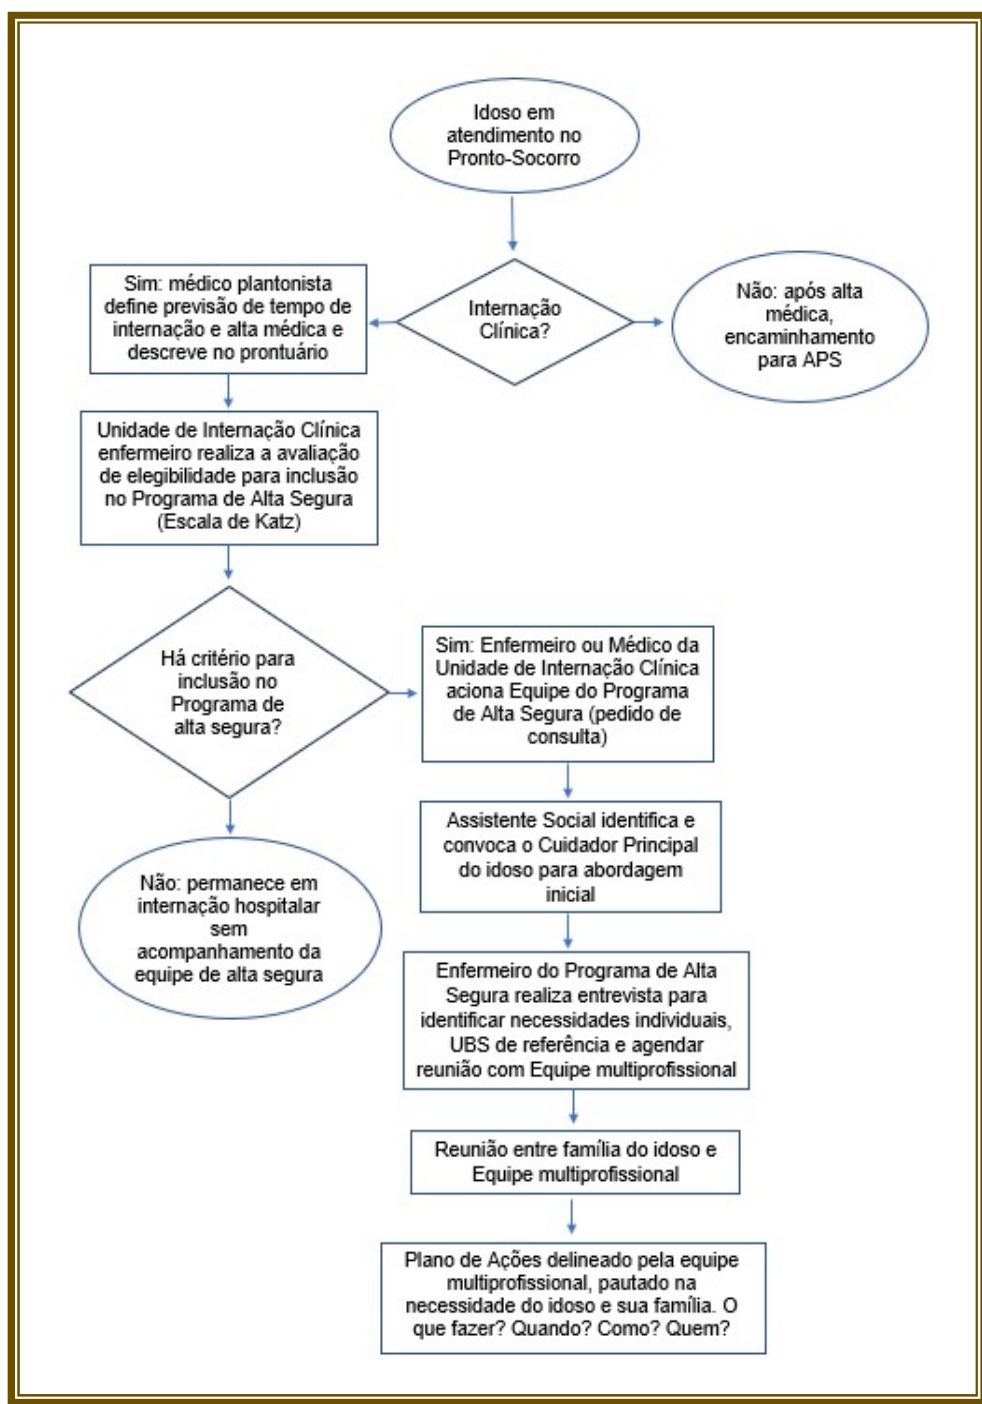 Idoso em
atendimento no
Pronto-Socorro
Sim: médico plantonista
define previsão de tempo de
internação e alta médica e
descreve no prontuário
Internação
Clínica?
Não: após alta
médica,
encaminhamento
para APS
Unidade de Internação Clínica
enfermeiro realiza a avaliação
de elegibilidade para inclusão
no Programa de Alta Segura
(Escala de Katz)
Há critério para
inclusão no
Programa de
alta segura?
Sim: Enfermeiro ou Médico da
Unidade de Internação Clínica
aciona Equipe do Programa
de Alta Segura (pedido de
consulta)
Não: permanece em
internação hospitalar
sem
acompanhamento da
equipe de alta segura
Assistente Social identifica e
convoca o Cuidador Principal
do idoso para abordagem
inicial
Enfermeiro do Programa de Alta
Segura realiza entrevista para
identificar necessidades individuais,
UBS de referência e agendar
reunião com Equipe multiprofissional
Reunião entre família do idoso e
Equipe multiprofissional
Plano de Ações delineado pela equipe
multiprofissional, pautado na
necessidade do idoso e sua família. O
que fazer? Quando? Como? Quem?